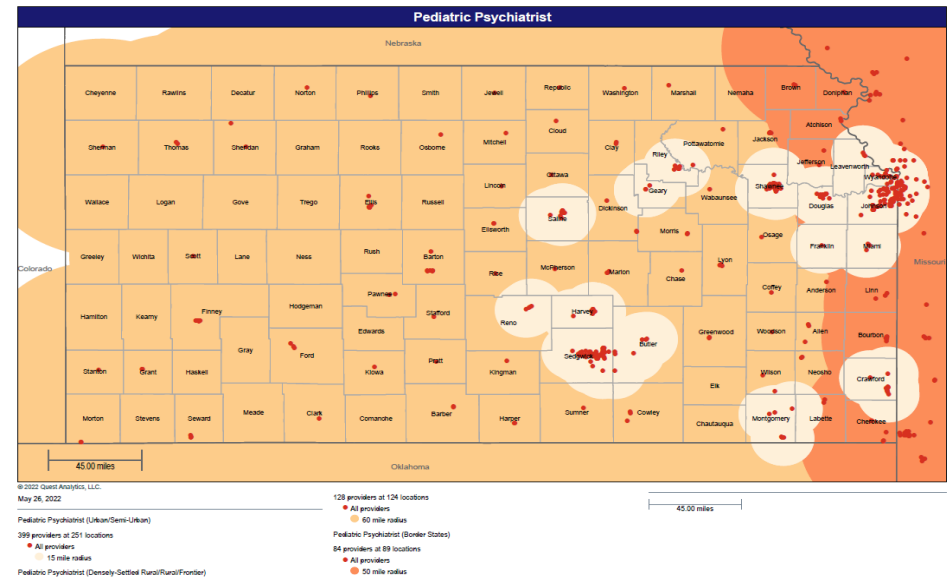 Pediatric Psychiatrist
Nebraska
Cheyenne Rawlins Decatur Norton Phillips Smith Jewell Republic Washington Marshall Nemaha Brown Doniphan
Atchison
Sherman Thomas Sheridan Graham Rooks Osborne Mitchell Cloud Clay Riley Pottawatomie Jackson Jefferson Leavenworth
Wyandotte
Wallace Logan Gove Trego Ellis Russell Lincoln Ottawa Geary Wabaunsee Shawnee Douglas Johnson
Saline Dickinson
Ellsworth Morris Osage Franklin Miami
Colorado Greeley Wichita Scott Lane Ness Rush Barton Rice McPherson Marion Chase Lyon Coffey Anderson Linn Missouri
Hamilton Kearny Finney Hodgeman Pawnee Stafford Reno Harvey
Gray Ford Edwards Sedgwick Butler Greenwood Woodson Allen Bourbon
Stanton Grant Haskell Kiowa Pratt Kingman Elk Wilson Neosho Crawford
Morton Stevens Seward Meade Clark Comanche Barber Harper Sumner Cowley Chautauqua Montgomery Labette Cherokee
45.00 miles
Oklahoma
© 2022 Quest Analytics, LLC.
May 26, 2022
Pediatric Psychiatrist (Urban/Semi-Urban)
399 providers at 251 locations
All providers
15 mile radius
Pediatric Psychiatrist (Densely-Settled Rural/Rural/Frontier)
128 providers at 124 locations
All providers
60 mile radius
Pediatric Psychiatrist (Border States)
84 providers at 89 locations
All providers
50 mile radius
45.00 miles